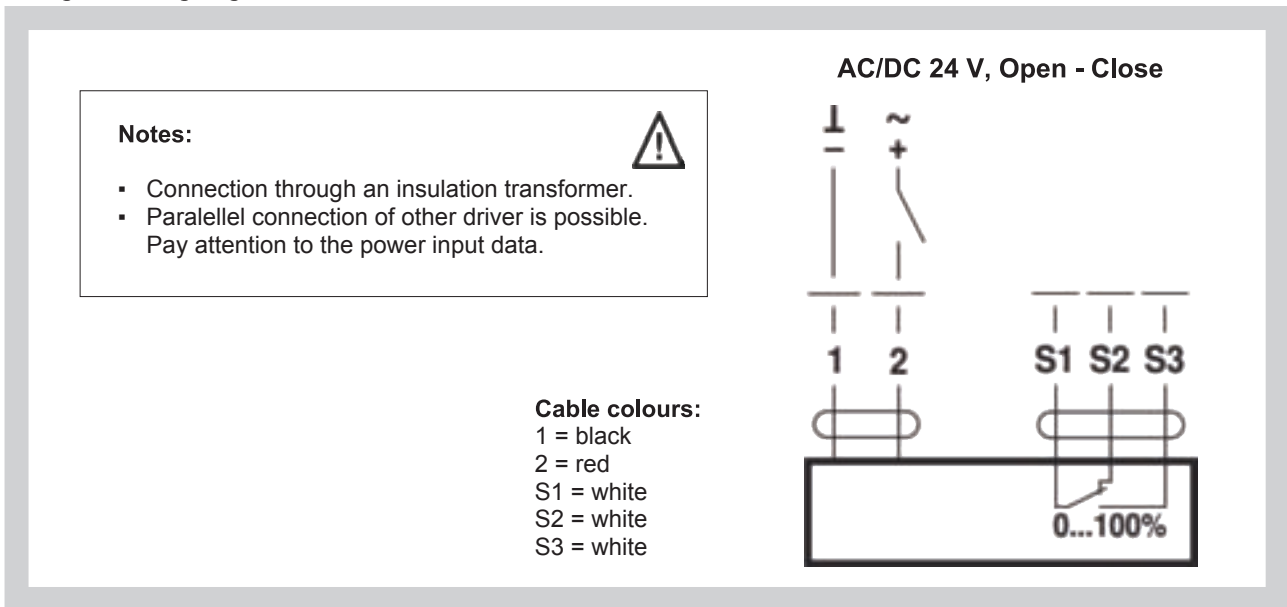 AC/DC 24 V, Open - Close
Notes:
▪ Connection through an insulation transformer.
▪ Paralellel connection of other driver is possible.
Pay attention to the power input data.
⊥ ~
− +
1 2 S1 S2 S3
Cable colours:
1 = black
2 = red
S1 = white
S2 = white
S3 = white
0...100%